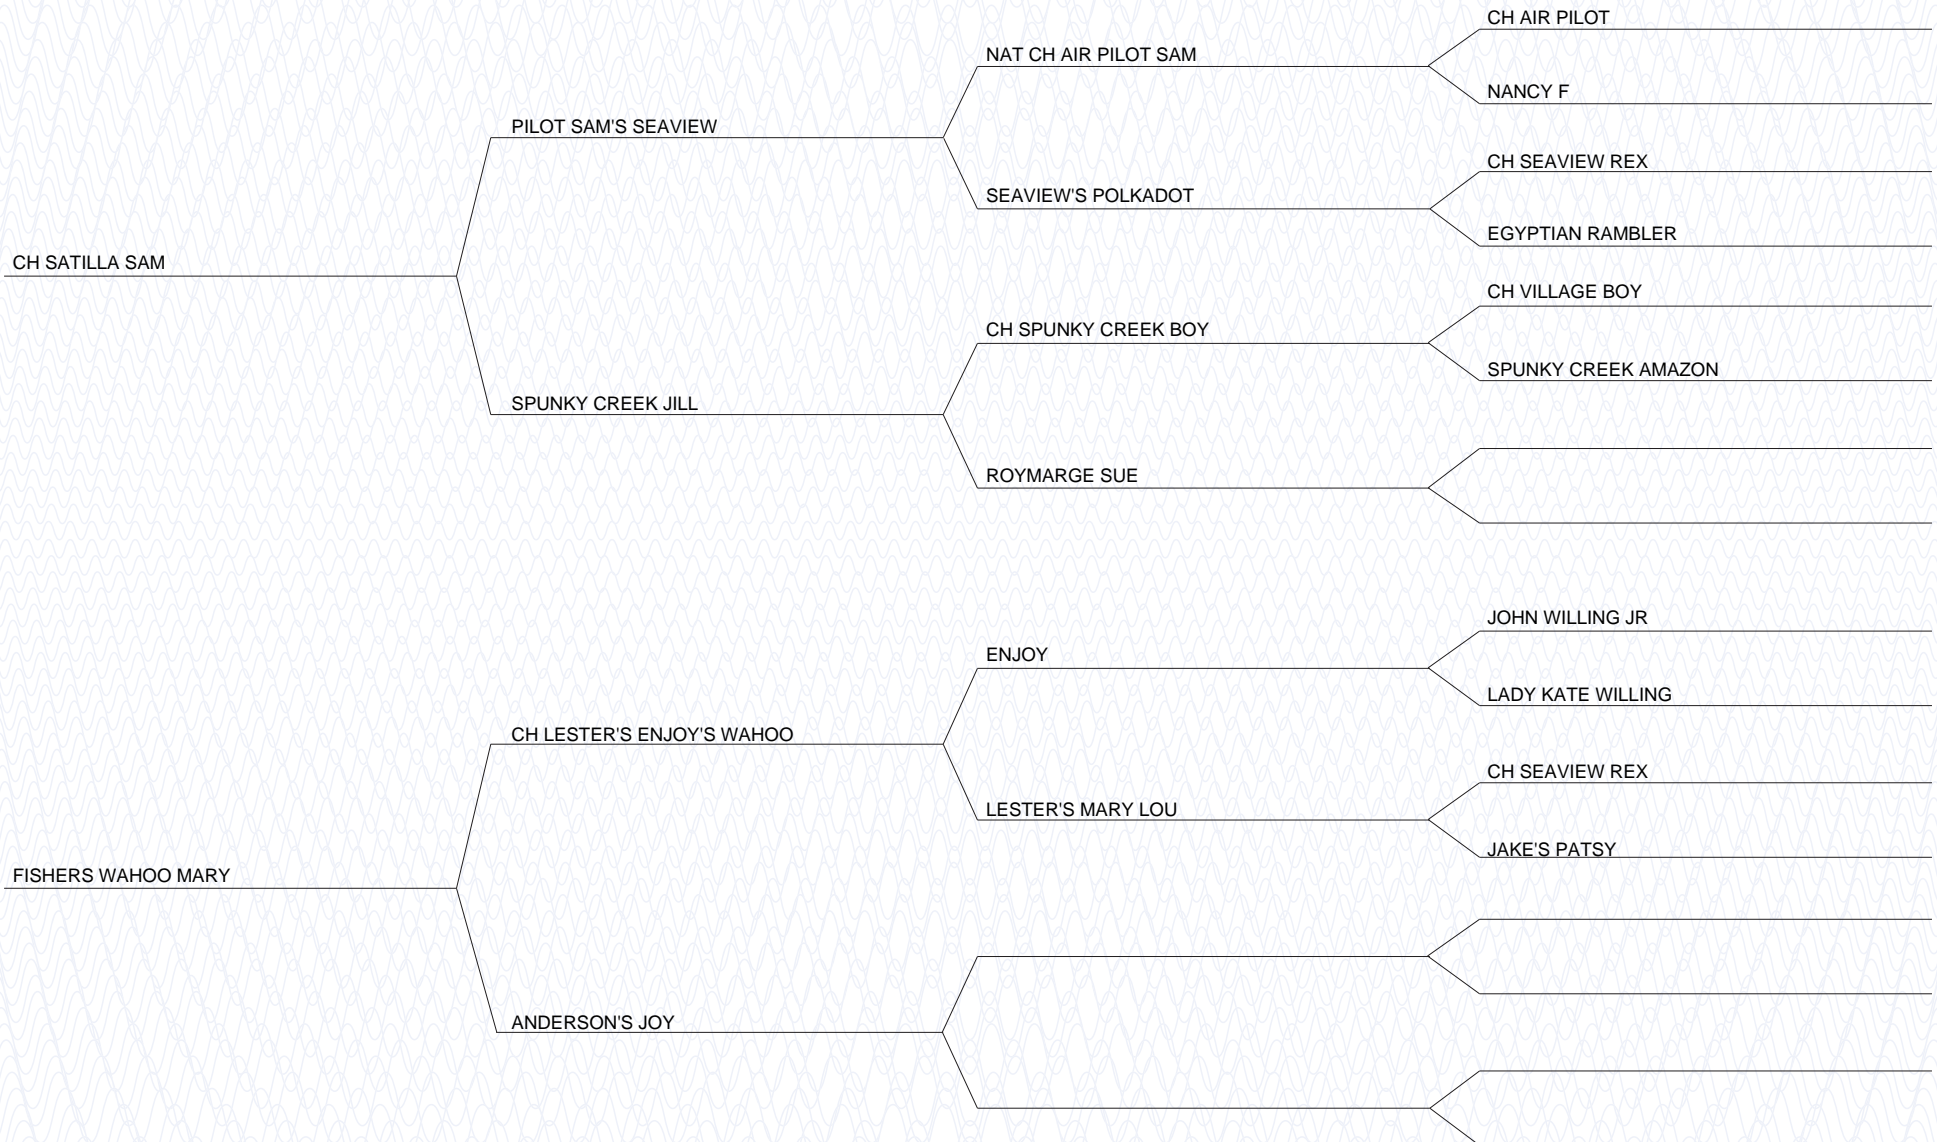 CH AIR PILOT
NAT CH AIR PILOT SAM
NANCY F
PILOT SAM'S SEAVIEW
CH SEAVIEW REX
SEAVIEW'S POLKADOT
EGYPTIAN RAMBLER
CH SATILLA SAM
CH VILLAGE BOY
CH SPUNKY CREEK BOY
SPUNKY CREEK AMAZON
SPUNKY CREEK JILL
ROYMARGE SUE
JOHN WILLING JR
ENJOY
LADY KATE WILLING
CH LESTER'S ENJOY'S WAHOO
CH SEAVIEW REX
LESTER'S MARY LOU
JAKE'S PATSY
FISHERS WAHOO MARY
ANDERSON'S JOY